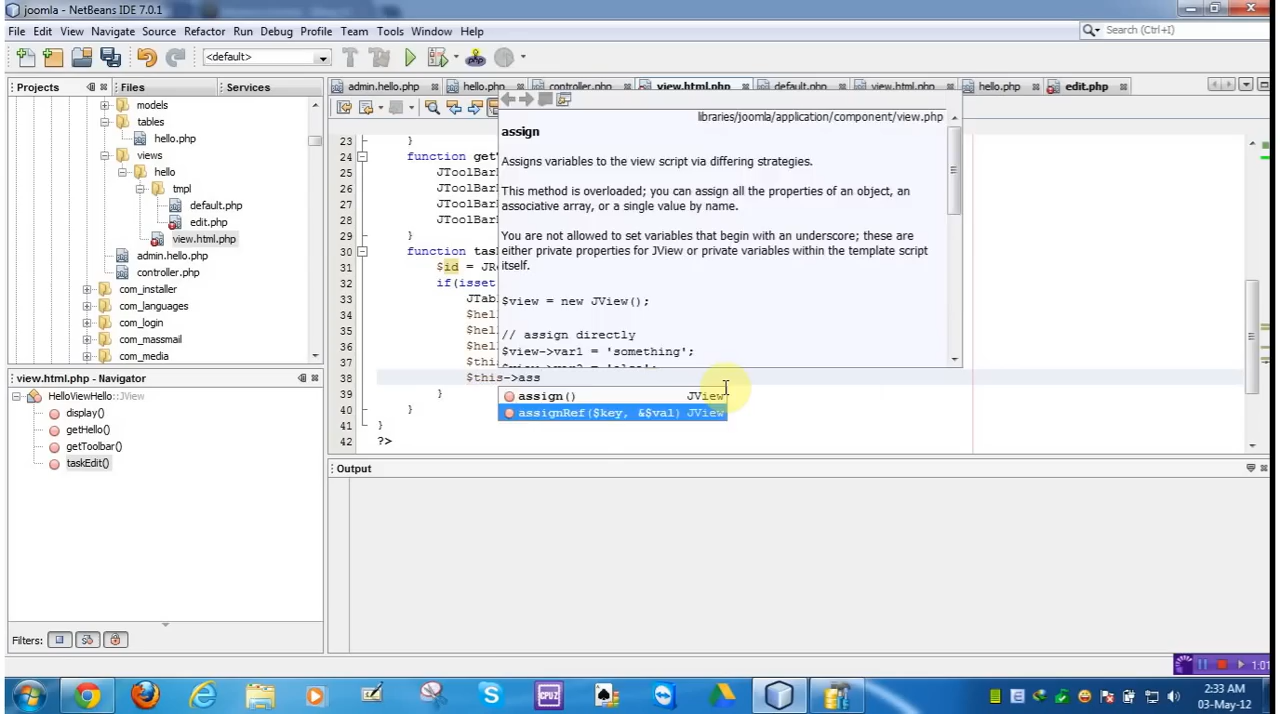 joomla - NetBeans IDE 7.0.1
File Edit View Navigate Source Refactor Run Debug Profile Team Tools Window Help
Search (Ctrl+I)
<default>
Projects Files Services
admin.hello.php hello.php controller.php view.html.php default.php view.html.php hello.php edit.php
models
tables
hello.php
views
hello
tmpl
default.php
edit.php
view.html.php
admin.hello.php
controller.php
com_installer
com_languages
com_login
com_massmail
com_media
libraries/joomla/application/component/view.php
assign
Assigns variables to the view script via differing strategies.
This method is overloaded; you can assign all the properties of an object, an
associative array, or a single value by name.
You are not allowed to set variables that begin with an underscore; these are
either private properties for JView or private variables within the template script
itself.
$view = new JView();
// assign directly
$view->var1 = 'something';
23 }
24 function get
25 JToolBar
26 JToolBar
27 JToolBar
28 JToolBar
29 }
30 function tas
31 $id = JR
32 if(isset
33 JTab
34 $hel
35 $hel
36 $hel
37 $thi
38 $this->ass
39 }
40 }
41 }
42 ?>
assign() JView
assignRef($key, &$val) JView
view.html.php - Navigator
HelloViewHello::JView
display()
getHello()
getToolbar()
taskEdit()
Filters:
Output
1:01
2:33 AM
03-May-12